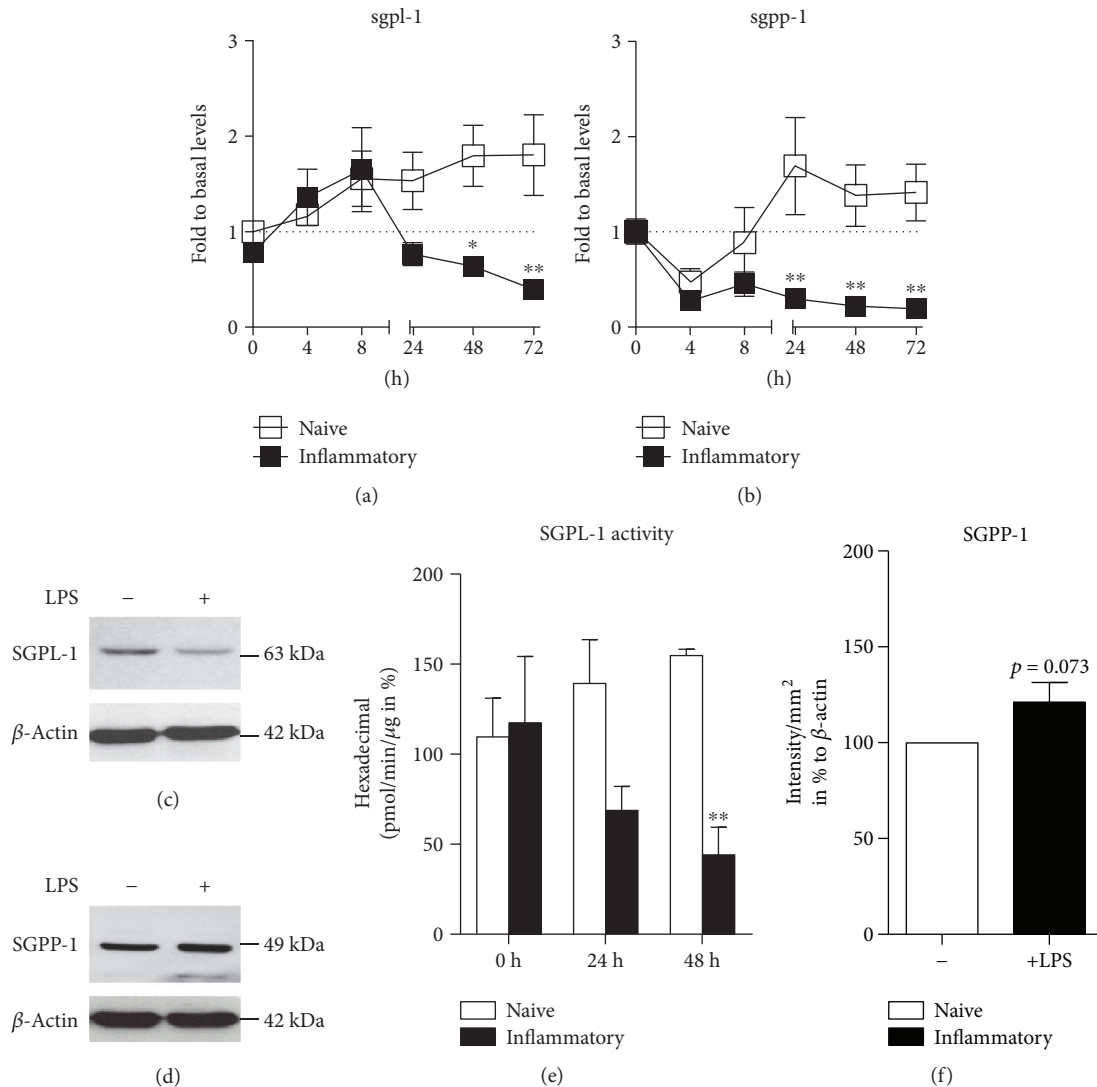 sgpl-1
Fold to basal levels
3
2
1
0
*
**
0 4 8 24 48 72
(h)
Naive
Inflammatory
(a)
sgpp-1
Fold to basal levels
3
2
1
0
** ** **
0 4 8 24 48 72
(h)
Naive
Inflammatory
(b)
LPS − +
SGPL-1 63 kDa
β-Actin 42 kDa
(c)
LPS − +
SGPP-1 49 kDa
β-Actin 42 kDa
(d)
SGPL-1 activity
Hexadecimal
(pmol/min/μg in %)
200
150
100
50
0
**
0 h 24 h 48 h
Naive
Inflammatory
(e)
SGPP-1
Intensity/mm²
in % to β-actin
200
150
100
50
0
p = 0.073
− +LPS
Naive
Inflammatory
(f)